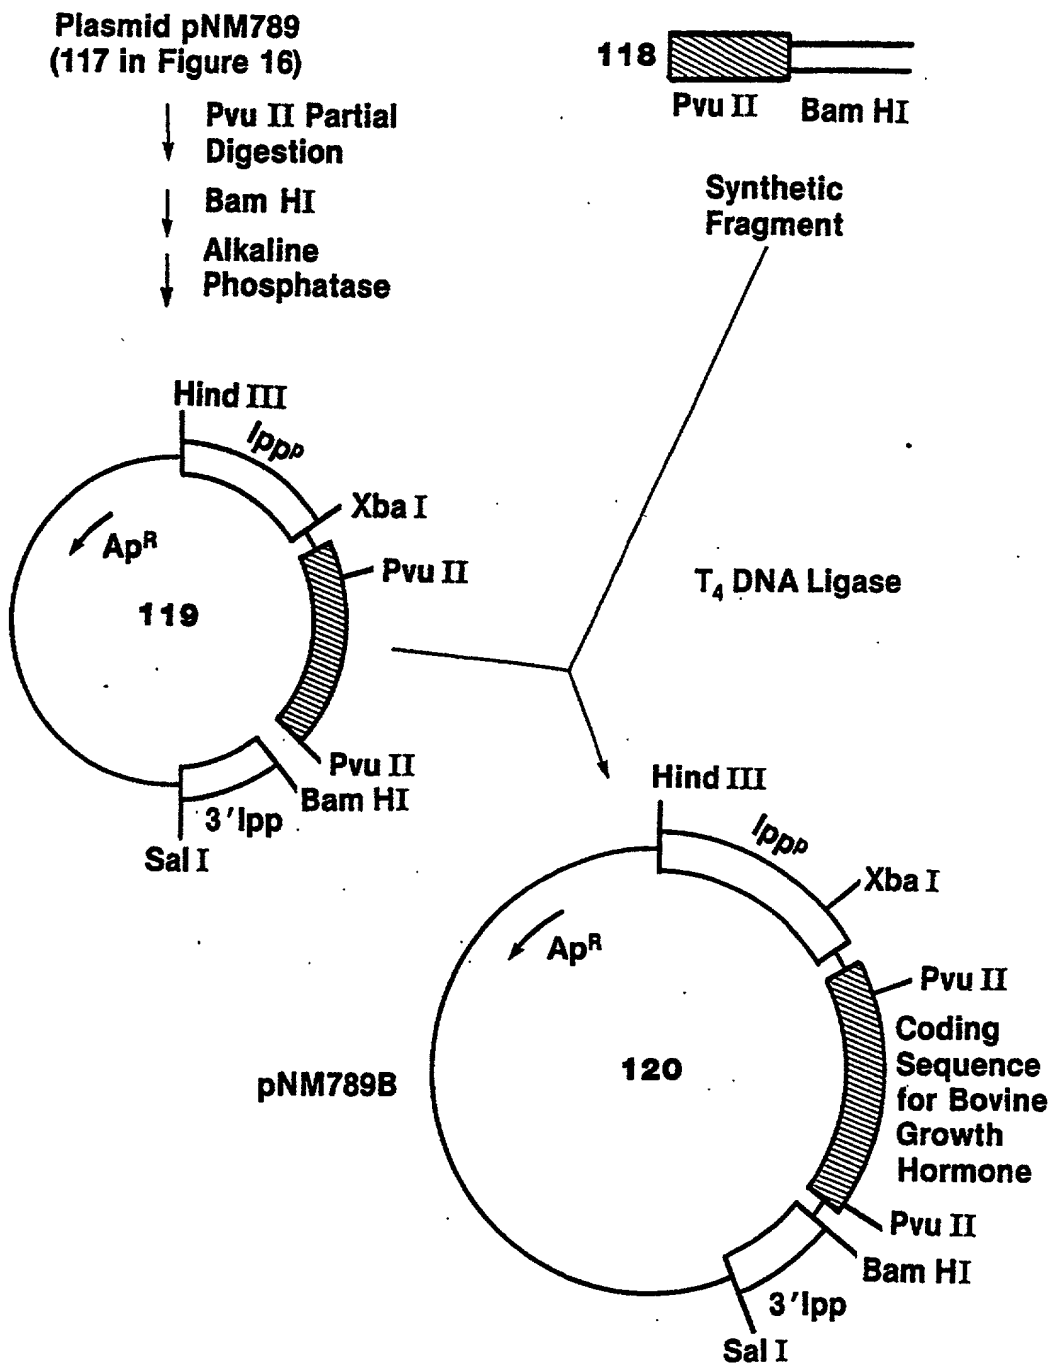 Plasmid pNM789
(117 in Figure 16)
Pvu II Partial
Digestion
Bam HI
Alkaline
Phosphatase
118
Pvu II
Bam HI
Synthetic
Fragment
Hind III
lppᵖ
Xba I
Pvu II
Apᴿ
119
Pvu II
Bam HI
3'lpp
Sal I
T₄ DNA Ligase
Hind III
lppᵖ
Xba I
Apᴿ
Pvu II
Coding
Sequence
for Bovine
Growth
Hormone
120
pNM789B
Pvu II
Bam HI
3'lpp
Sal I